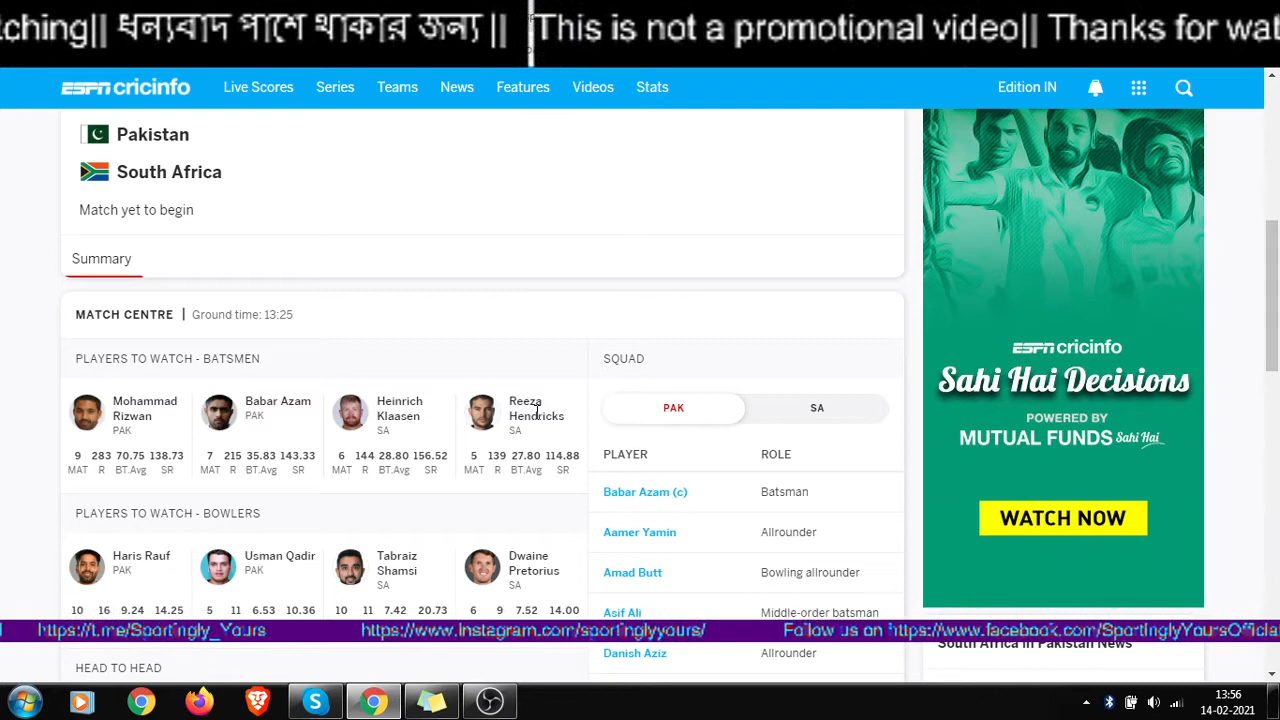 tching|| ধন্যবাদ পাশে থাকার জন্য || This is not a promotional video|| Thanks for wat
ESPN cricinfo Live Scores Series Teams News Features Videos Stats Edition IN
Pakistan
South Africa
Match yet to begin
Summary
MATCH CENTRE | Ground time: 13:25
PLAYERS TO WATCH - BATSMEN
Mohammad Rizwan
PAK
9 283 70.75 138.73
MAT R BT.Avg SR
Babar Azam
PAK
7 215 35.83 143.33
MAT R BT.Avg SR
Heinrich Klaasen
SA
6 144 28.80 156.52
MAT R BT.Avg SR
Reeza Hendricks
SA
5 139 27.80 114.88
MAT R BT.Avg SR
PLAYERS TO WATCH - BOWLERS
Haris Rauf
PAK
10 16 9.24 14.25
Usman Qadir
PAK
5 11 6.53 10.36
Tabraiz Shamsi
SA
10 11 7.42 20.73
Dwaine Pretorius
SA
6 9 7.52 14.00
HEAD TO HEAD
SQUAD
PAK SA
PLAYER ROLE
Babar Azam (c) Batsman
Aamer Yamin Allrounder
Amad Butt Bowling allrounder
Asif Ali Middle-order batsman
Danish Aziz Allrounder
ESPN cricinfo
Sahi Hai Decisions
POWERED BY
MUTUAL FUNDS Sahi Hai
WATCH NOW
South Africa in Pakistan News
https://t.me/Sportingly_Yours https://www.instagram.com/sportinglyyours/ Follow us on https://www.facebook.com/SportinglyYoursOfficia
13:56
14-02-2021